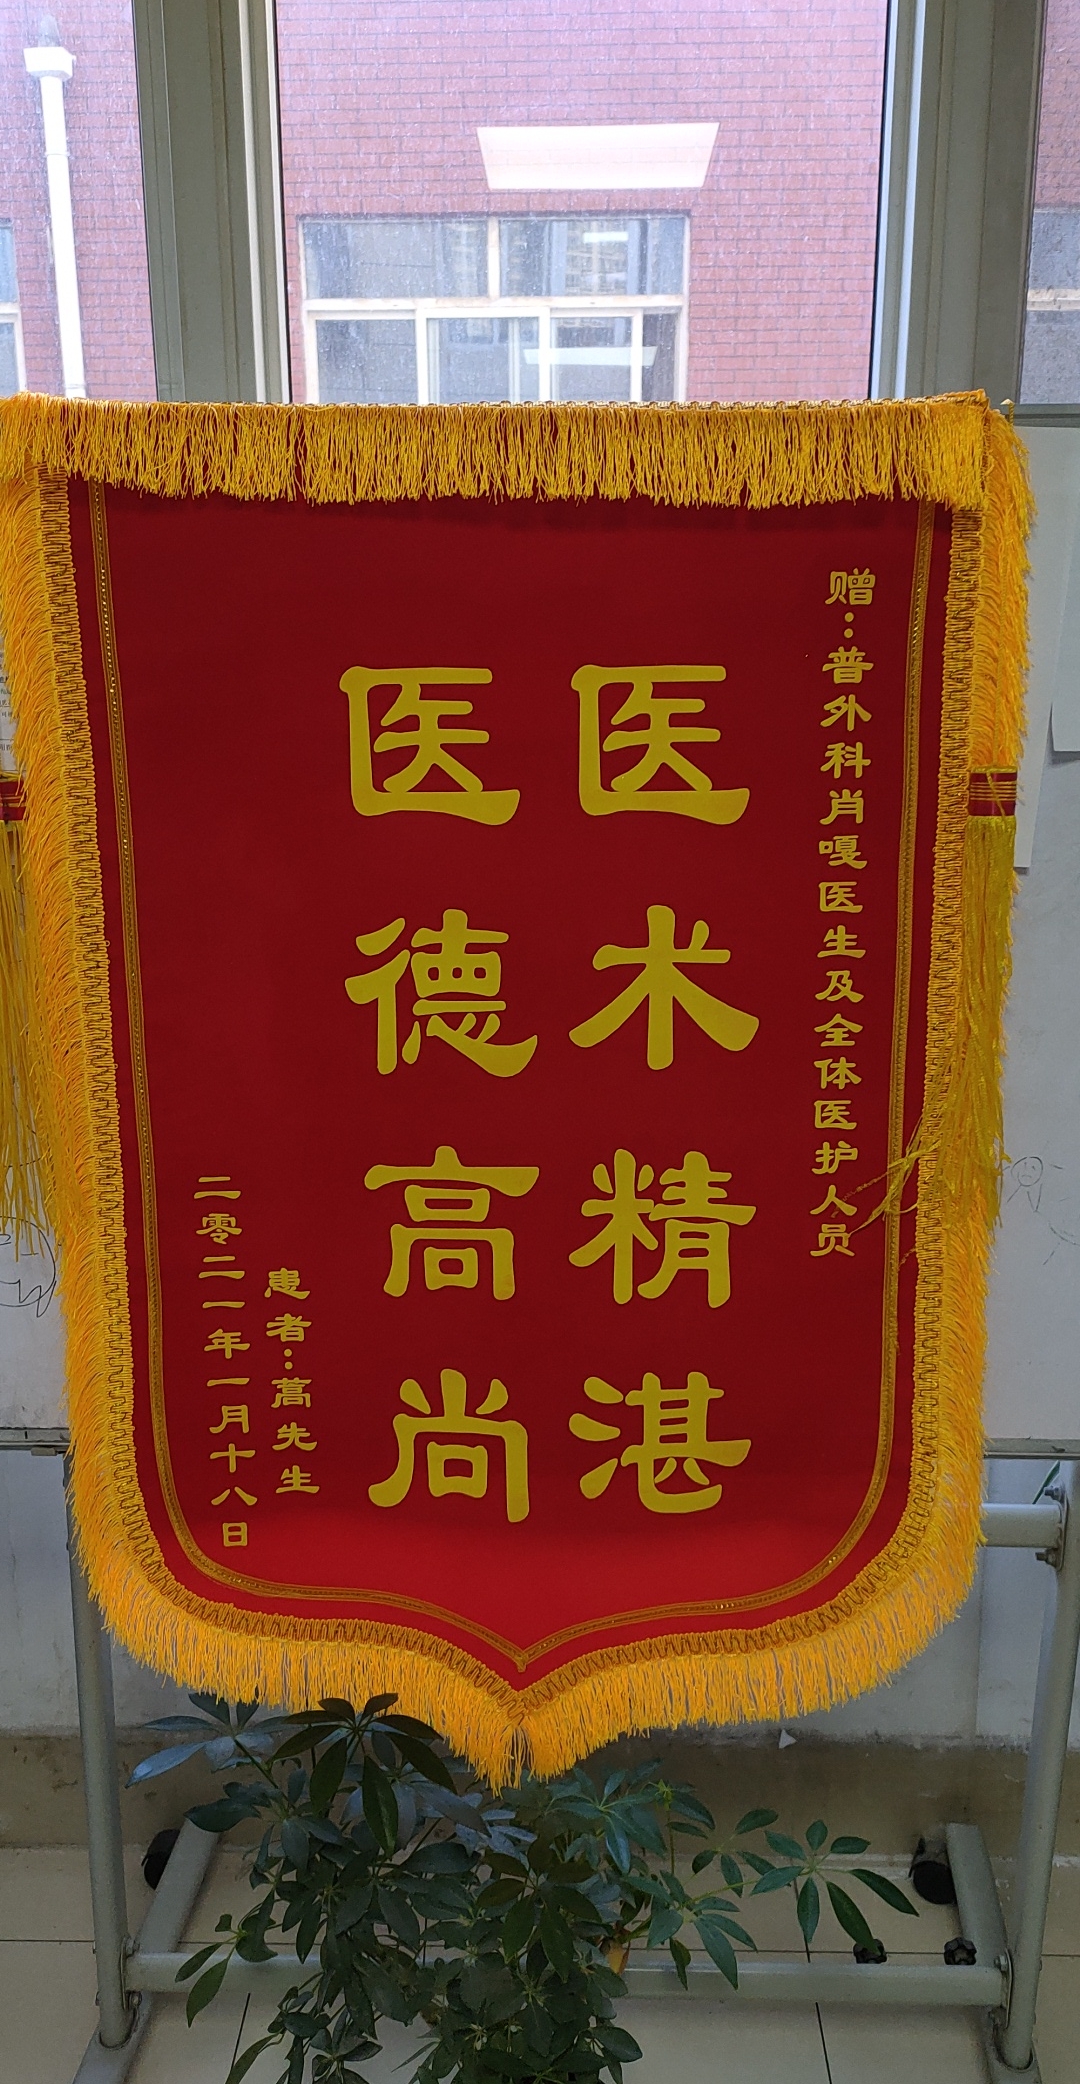 赠：普外科肖嘎医生及全体医护人员
医术精湛
医德高尚
患者：蒿先生
二零二一年一月十八日